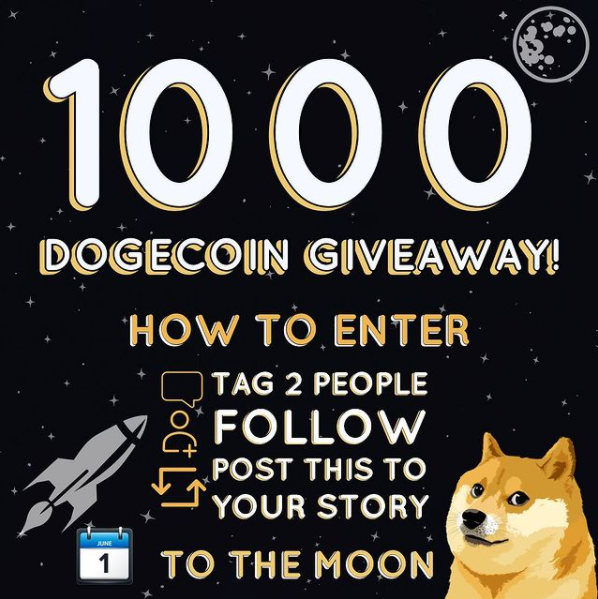 1000
DOGECOIN GIVEAWAY!
HOW TO ENTER
TAG 2 PEOPLE
FOLLOW
POST THIS TO
YOUR STORY
JUNE
1
TO THE MOON